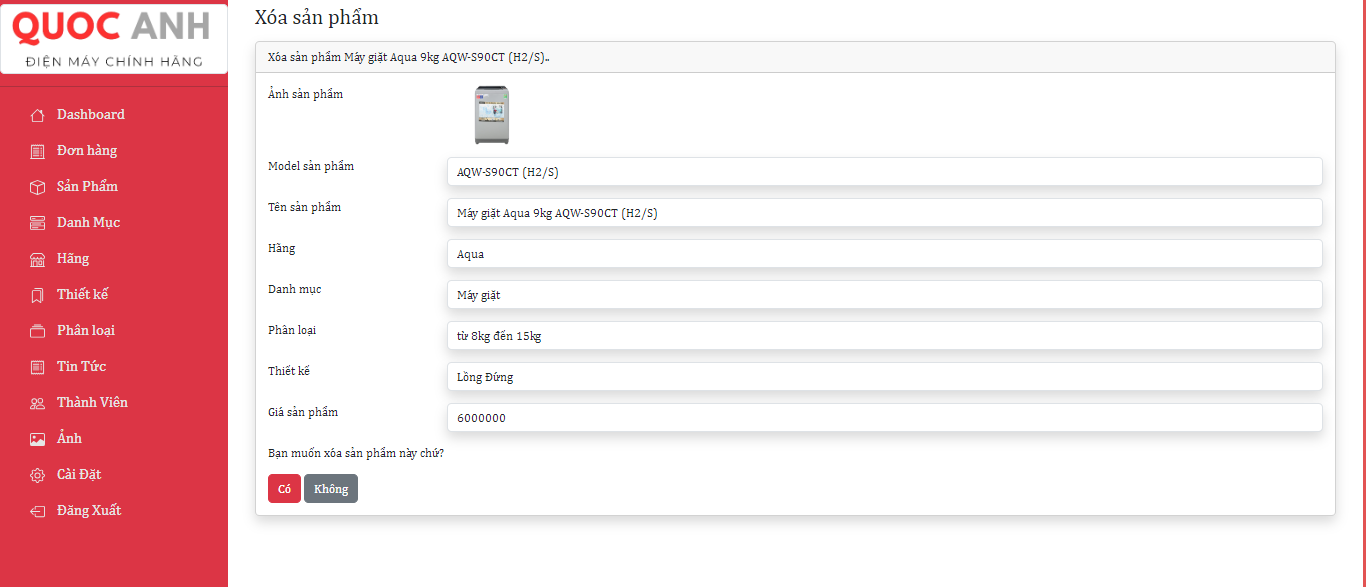 QUOC ANH
ĐIỆN MÁY CHÍNH HÃNG
Dashboard
Đơn hàng
Sản Phẩm
Danh Mục
Hãng
Thiết kế
Phân loại
Tin Tức
Thành Viên
Ảnh
Cài Đặt
Đăng Xuất
Xóa sản phẩm
Xóa sản phẩm Máy giặt Aqua 9kg AQW-S90CT (H2/S)..
Ảnh sản phẩm
Model sản phẩm
AQW-S90CT (H2/S)
Tên sản phẩm
Máy giặt Aqua 9kg AQW-S90CT (H2/S)
Hãng
Aqua
Danh mục
Máy giặt
Phân loại
từ 8kg đến 15kg
Thiết kế
Lồng Đứng
Giá sản phẩm
6000000
Bạn muốn xóa sản phẩm này chứ?
Có
Không